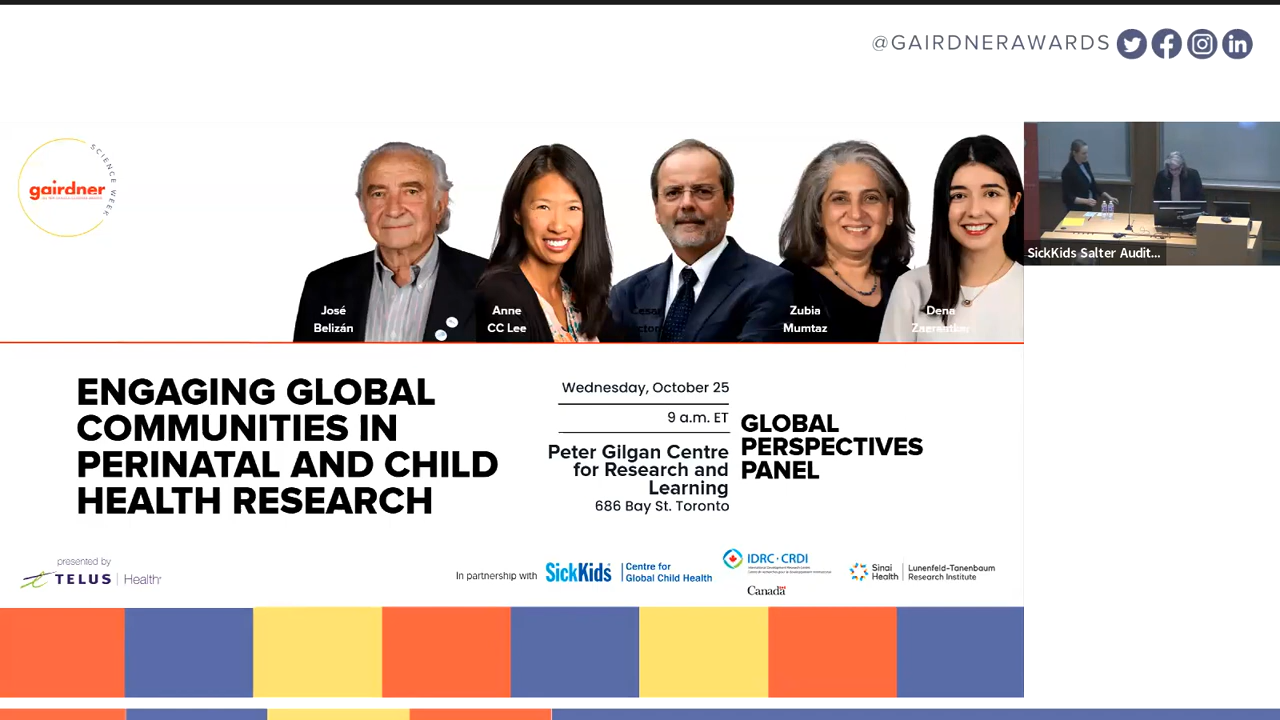 @GAIRDNERAWARDS
SCIENCE WEEK
gairdner
SickKids Salter Audit...
José
Belizán
Anne
CC Lee
Cesar
Zubia
Mumtaz
Dena
ENGAGING GLOBAL
COMMUNITIES IN
PERINATAL AND CHILD
HEALTH RESEARCH
Wednesday, October 25
9 a.m. ET
Peter Gilgan Centre
for Research and
Learning
686 Bay St. Toronto
GLOBAL
PERSPECTIVES
PANEL
presented by
TELUS Health
In partnership with
SickKids
Centre for
Global Child Health
IDRC · CRDI
Canada
Sinai
Health
Lunenfeld-Tanenbaum
Research Institute